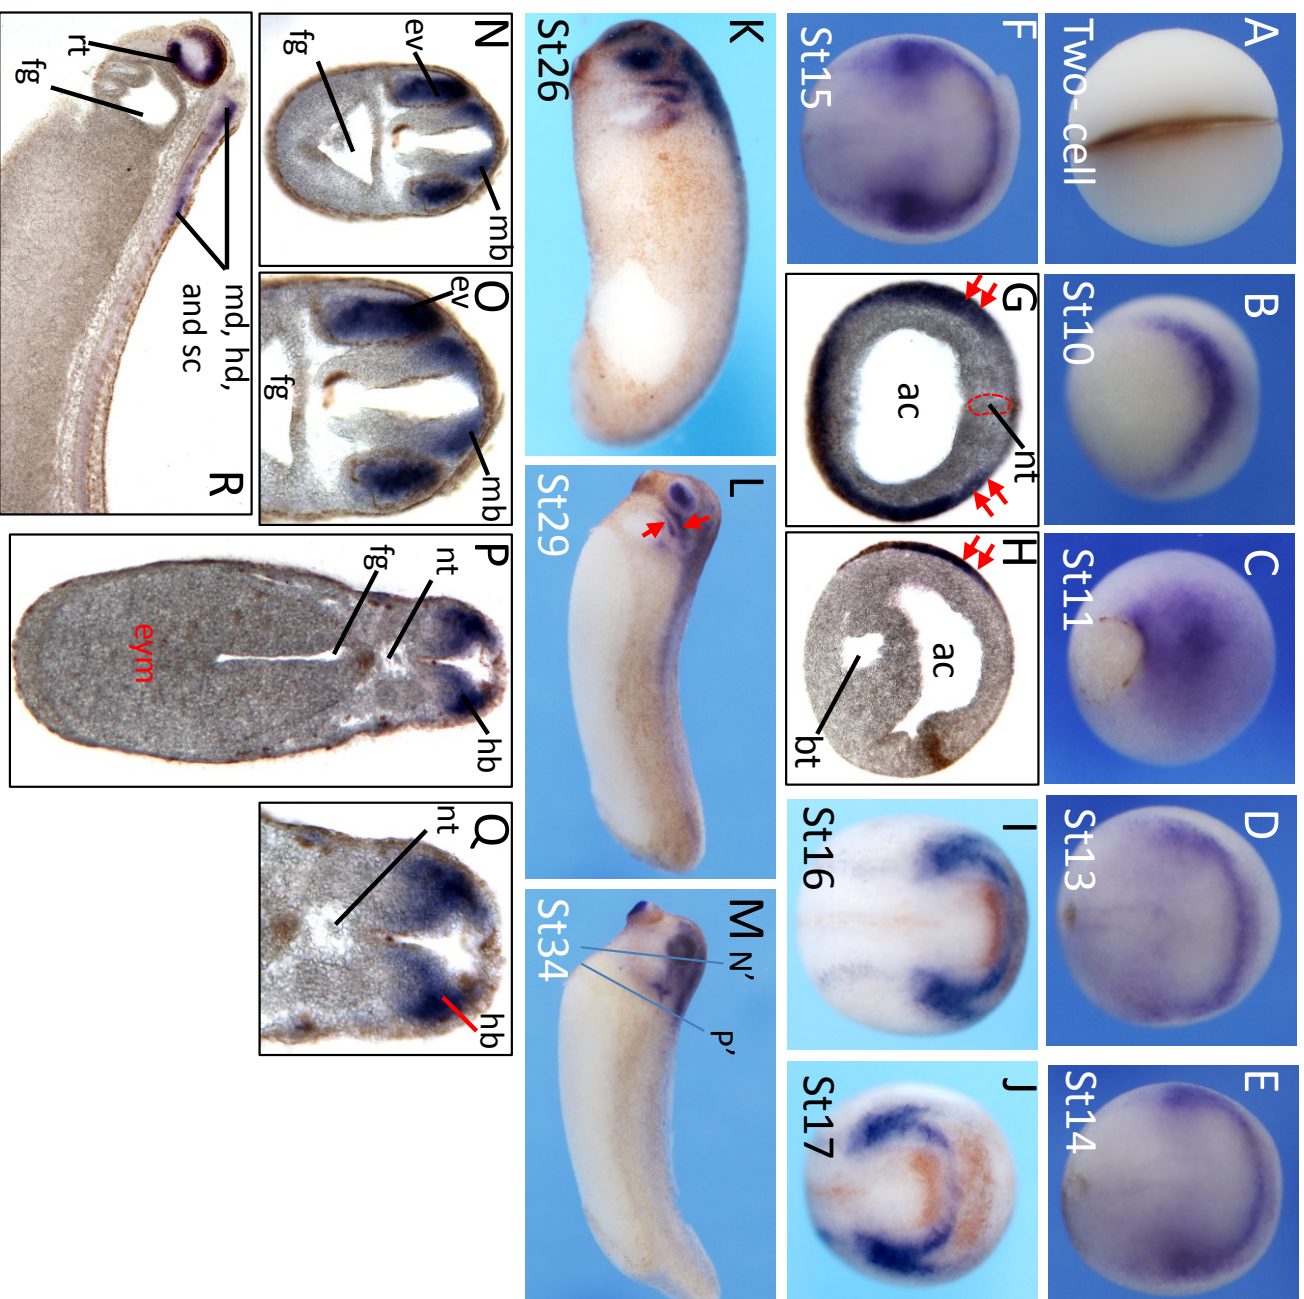 A
Two-cell
B
St10
C
St11
D
St13
E
St14
F
St15
G
ac
nt
H
ac
bt
I
St16
J
St17
K
St26
L
St29
M
N'
P'
St34
N
ev
fg
mb
O
ev
fg
mb
P
nt
fg
eym
hb
Q
nt
hb
R
rt
fg
md, hd,
and sc